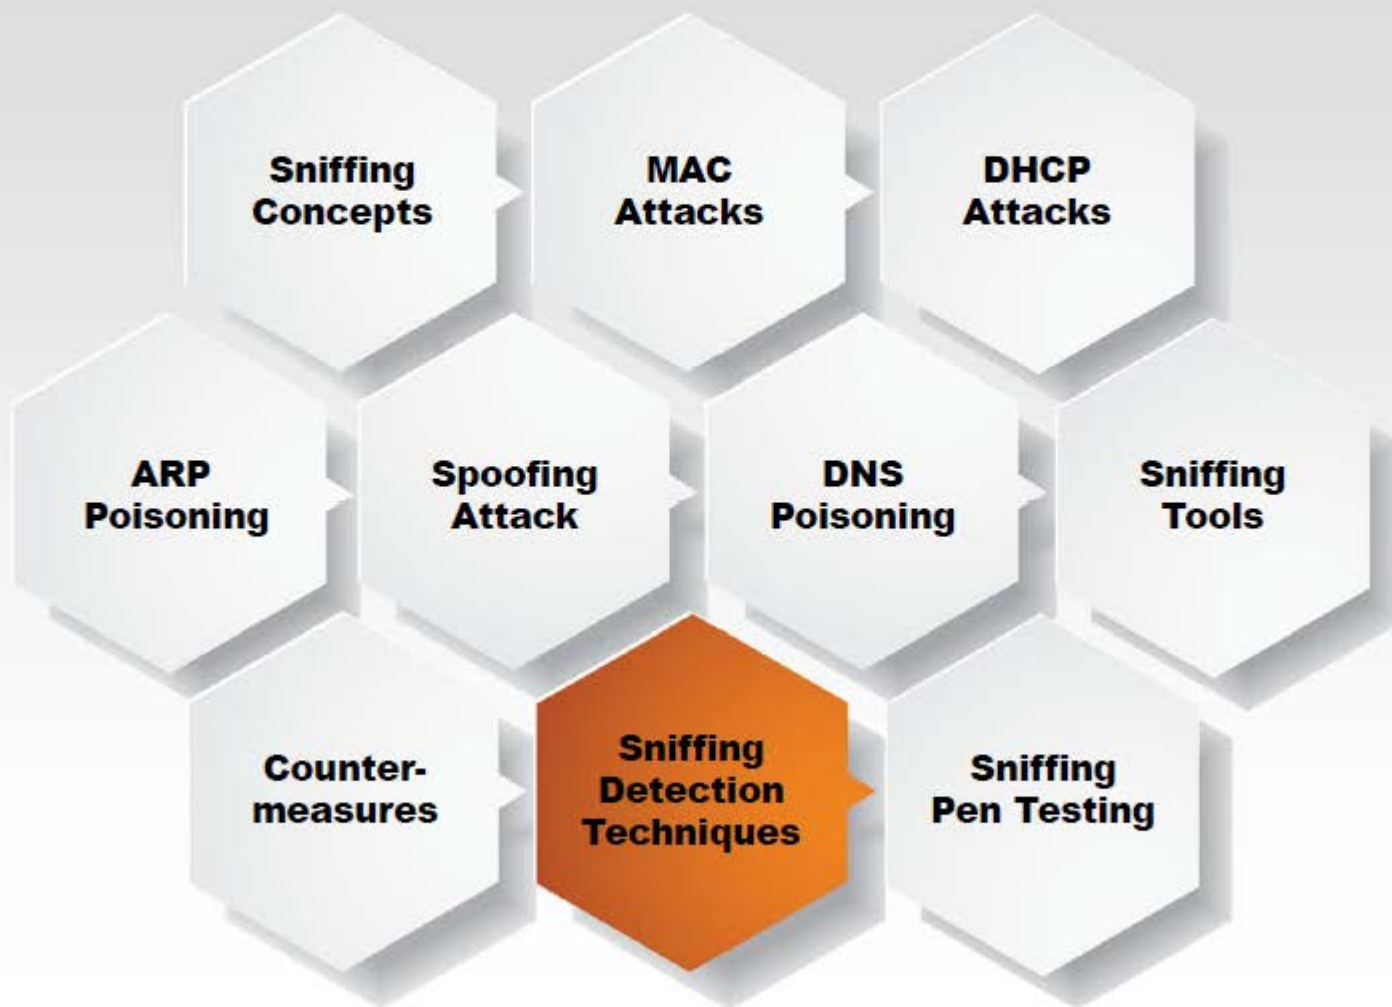 Sniffing
Concepts
MAC
Attacks
DHCP
Attacks
ARP
Poisoning
Spoofing
Attack
DNS
Poisoning
Sniffing
Tools
Counter-
measures
Sniffing
Detection
Techniques
Sniffing
Pen Testing